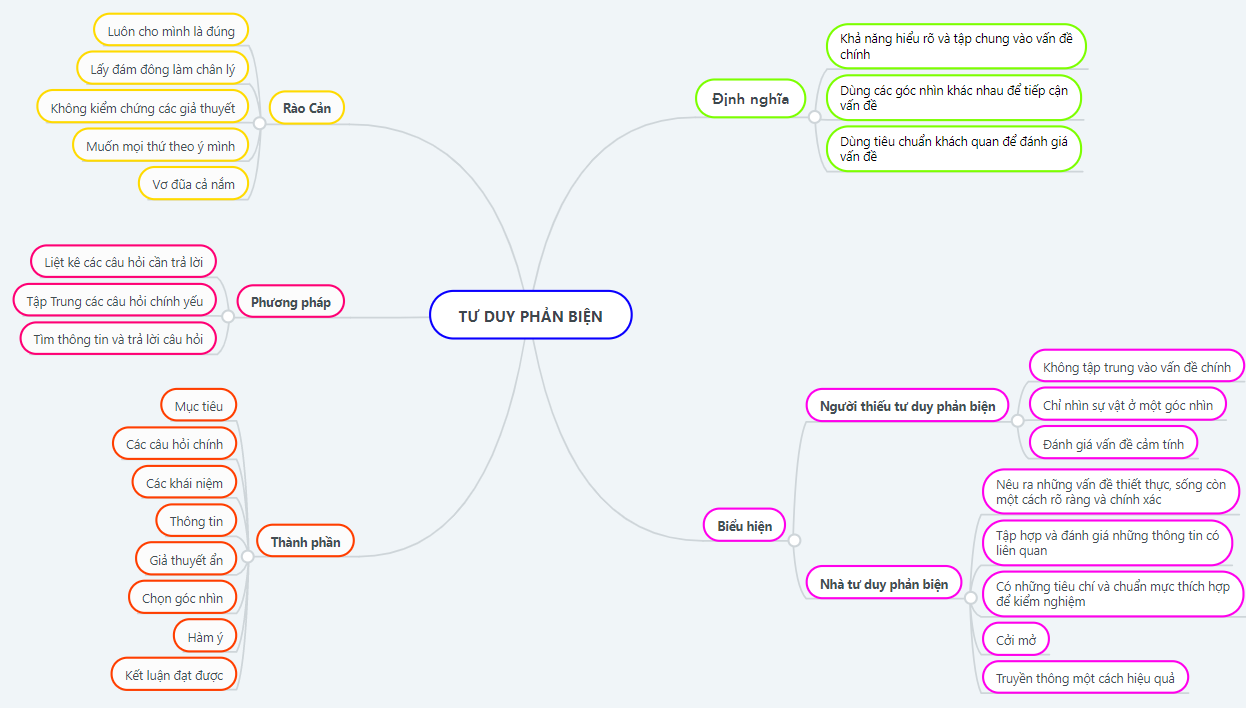 TƯ DUY PHẢN BIỆN
Định nghĩa
Khả năng hiểu rõ và tập chung vào vấn đề
chính
Dùng các góc nhìn khác nhau để tiếp cận
vấn đề
Dùng tiêu chuẩn khách quan để đánh giá
vấn đề
Biểu hiện
Người thiếu tư duy phản biện
Không tập trung vào vấn đề chính
Chỉ nhìn sự vật ở một góc nhìn
Đánh giá vấn đề cảm tính
Nhà tư duy phản biện
Nêu ra những vấn đề thiết thực, sống còn
một cách rõ ràng và chính xác
Tập hợp và đánh giá những thông tin có
liên quan
Có những tiêu chí và chuẩn mực thích hợp
để kiểm nghiệm
Cởi mở
Truyền thông một cách hiệu quả
Rào Cản
Luôn cho mình là đúng
Lấy đám đông làm chân lý
Không kiểm chứng các giả thuyết
Muốn mọi thứ theo ý mình
Vơ đũa cả nắm
Phương pháp
Liệt kê các câu hỏi cần trả lời
Tập Trung các câu hỏi chính yếu
Tìm thông tin và trả lời câu hỏi
Thành phần
Mục tiêu
Các câu hỏi chính
Các khái niệm
Thông tin
Giả thuyết ẩn
Chọn góc nhìn
Hàm ý
Kết luận đạt được